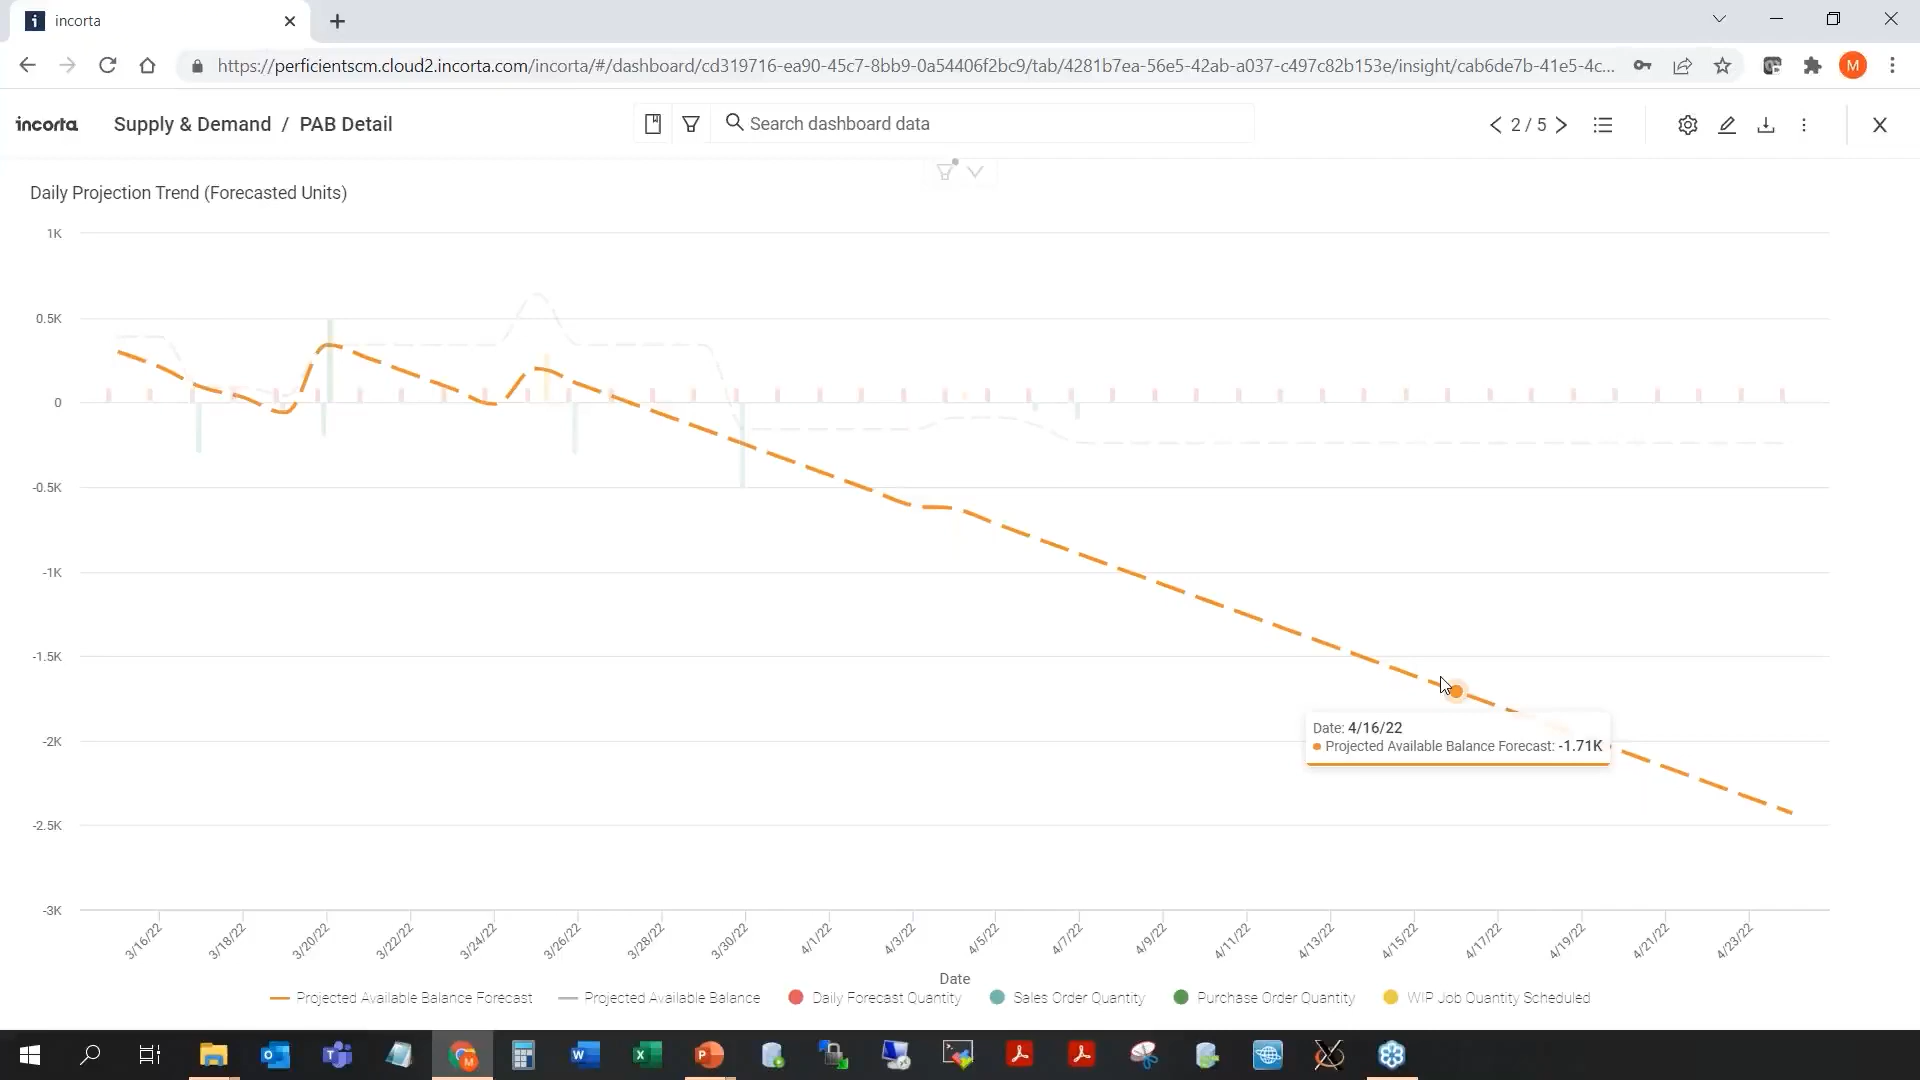 incorta
https://perficientscm.cloud2.incorta.com/incorta/#/dashboard/cd319716-ea90-45c7-8bb9-0a54406f2bc9/tab/4281b7ea-56e5-42ab-a037-c497c82b153e/insight/cab6de7b-41e5-4c...
M
incorta
Supply & Demand / PAB Detail
Search dashboard data
2 / 5
Daily Projection Trend (Forecasted Units)
1K
0.5K
0
-0.5K
-1K
-1.5K
-2K
-2.5K
-3K
Date: 4/16/22
Projected Available Balance Forecast: -1.71K
3/16/22
3/18/22
3/20/22
3/22/22
3/24/22
3/26/22
3/28/22
3/30/22
4/1/22
4/3/22
4/5/22
4/7/22
4/9/22
4/11/22
4/13/22
4/15/22
4/17/22
4/19/22
4/21/22
4/23/22
Date
Projected Available Balance Forecast
Projected Available Balance
Daily Forecast Quantity
Sales Order Quantity
Purchase Order Quantity
WIP Job Quantity Scheduled